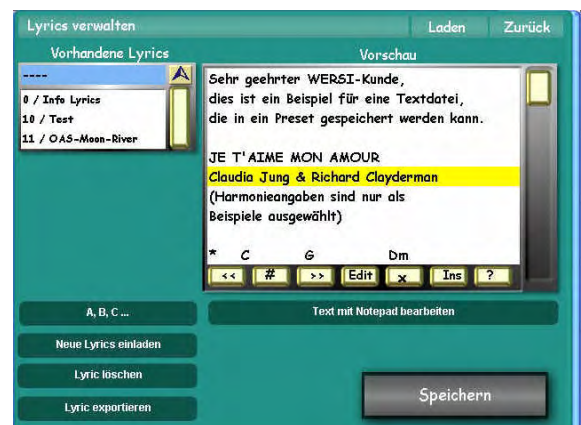 Lyrics verwalten
Laden
Zurück
Vorhandene Lyrics
----
0 / Info Lyrics
10 / Test
11 / OAS-Moon-River
Vorschau
Sehr geehrter WERSI-Kunde,
dies ist ein Beispiel für eine Textdatei,
die in ein Preset gespeichert werden kann.
JE T'AIME MON AMOUR
Claudia Jung & Richard Clayderman
(Harmonieangaben sind nur als
Beispiele ausgewählt)
* C G Dm
<< # >> Edit x Ins ?
A, B, C ...
Neue Lyrics einladen
Lyric löschen
Lyric exportieren
Text mit Notepad bearbeiten
Speichern